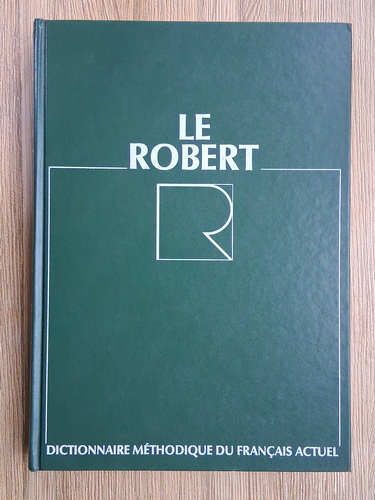 LE
ROBERT
R
DICTIONNAIRE MÉTHODIQUE DU FRANÇAIS ACTUEL